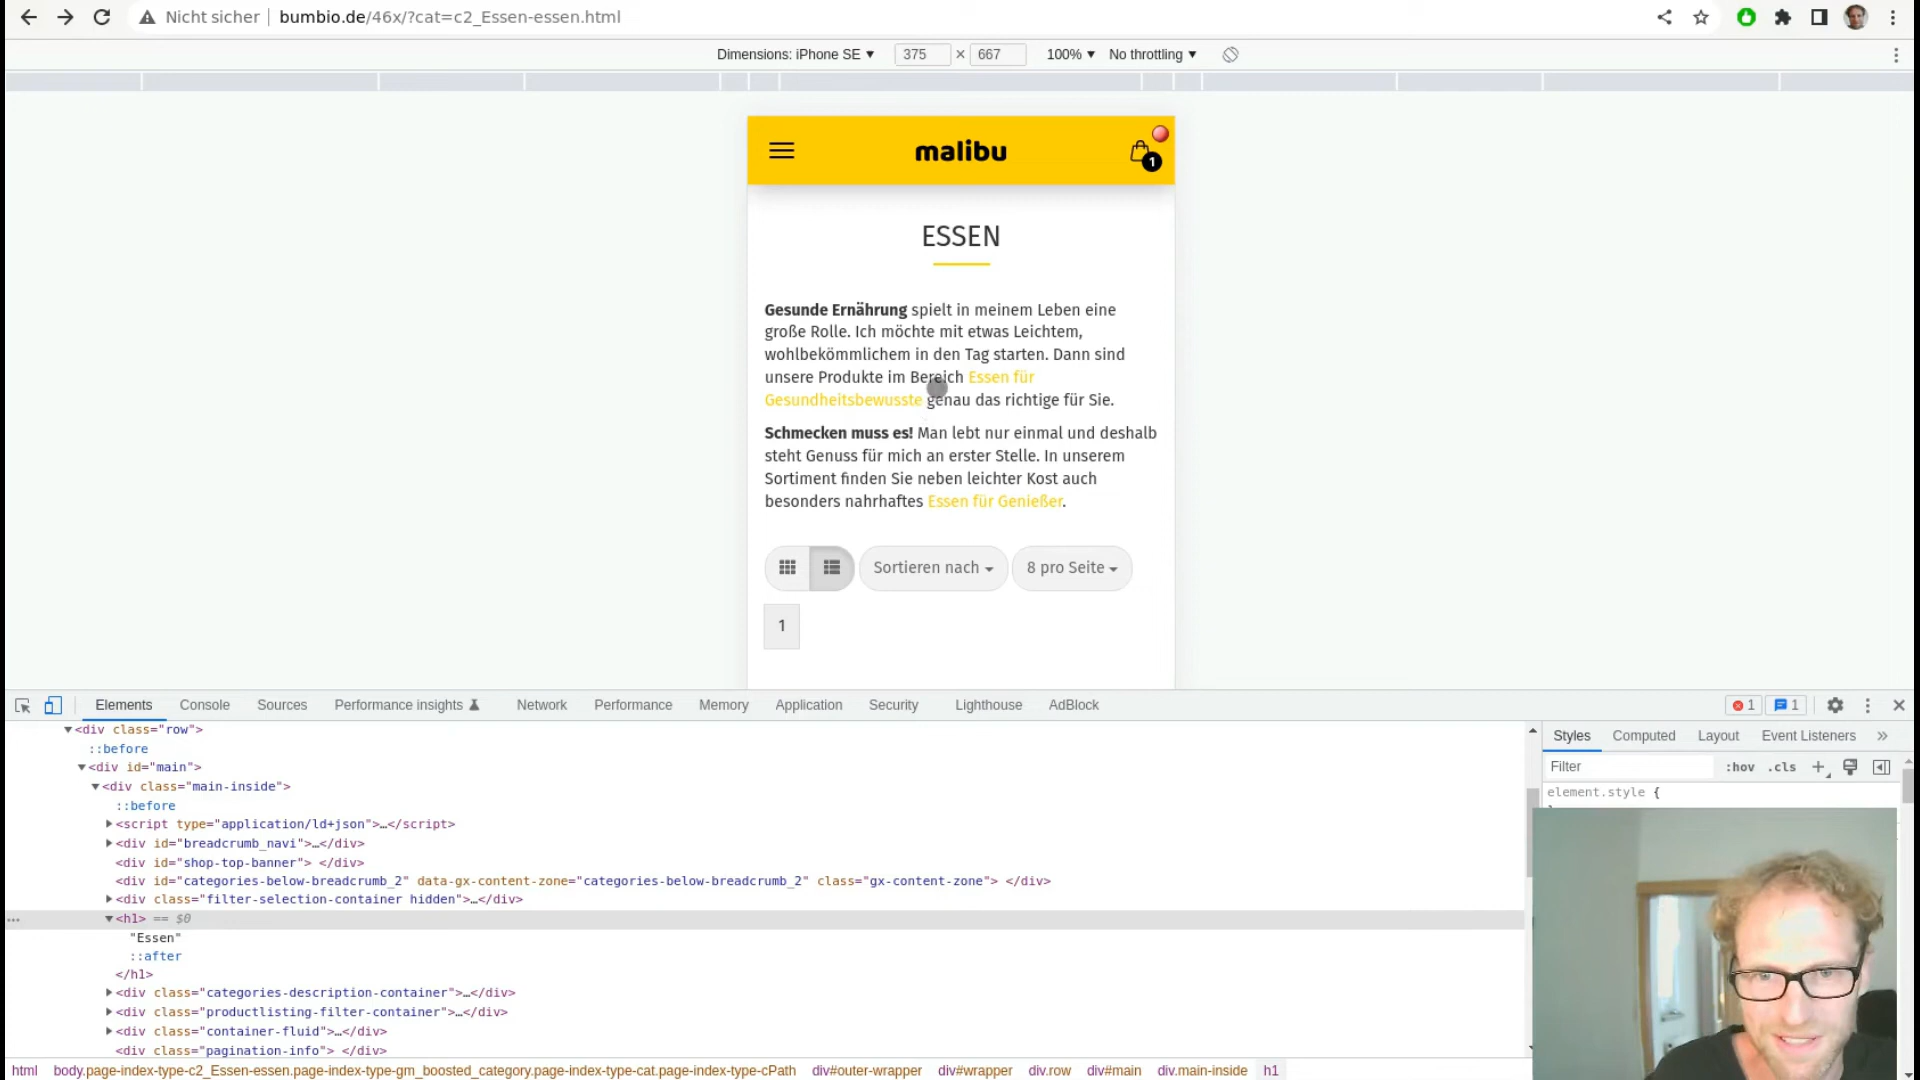 Nicht sicher bumbio.de/46x/?cat=c2_Essen-essen.html
Dimensions: iPhone SE ▼ 375 × 667 100% ▼ No throttling ▼
malibu
1
ESSEN
Gesunde Ernährung spielt in meinem Leben eine
große Rolle. Ich möchte mit etwas Leichtem,
wohlbekömmlichem in den Tag starten. Dann sind
unsere Produkte im Bereich Essen für
Gesundheitsbewusste genau das richtige für Sie.
Schmecken muss es! Man lebt nur einmal und deshalb
steht Genuss für mich an erster Stelle. In unserem
Sortiment finden Sie neben leichter Kost auch
besonders nahrhaftes Essen für Genießer.
Sortieren nach 8 pro Seite
1
Elements Console Sources Performance insights Network Performance Memory Application Security Lighthouse AdBlock 1 1
<div class="row">
::before
<div id="main">
<div class="main-inside">
::before
<script type="application/ld+json">…</script>
<div id="breadcrumb_navi">…</div>
<div id="shop-top-banner"> </div>
<div id="categories-below-breadcrumb_2" data-gx-content-zone="categories-below-breadcrumb_2" class="gx-content-zone"> </div>
<div class="filter-selection-container hidden">…</div>
… <h1> == $0
"Essen"
::after
</h1>
<div class="categories-description-container">…</div>
<div class="productlisting-filter-container">…</div>
<div class="container-fluid">…</div>
<div class="pagination-info"> </div>
html body.page-index-type-c2_Essen-essen.page-index-type-gm_boosted_category.page-index-type-cat.page-index-type-cPath div#outer-wrapper div#wrapper div.row div#main div.main-inside h1
Styles Computed Layout Event Listeners »
Filter :hov .cls +
element.style {